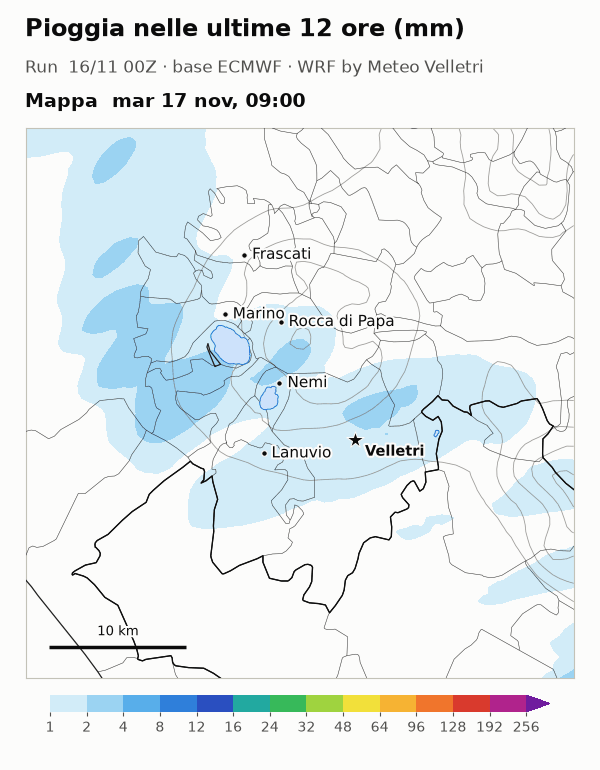 Pioggia nelle ultime 12 ore (mm)
Run  16/11 00Z · base ECMWF · WRF by Meteo Velletri
Mappa  mar 17 nov, 09:00
Frascati
Marino
Rocca di Papa
Nemi
Velletri
Lanuvio
10 km
1 2 4 8 12 16 24 32 48 64 96 128 192 256